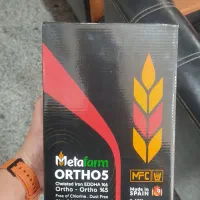 Metafarm
ORTHO5
Chelated Iron EDDHA %6
Ortho - Ortho %5
Free of Chlorine . Dust Free
MFC
Made in
SPAIN